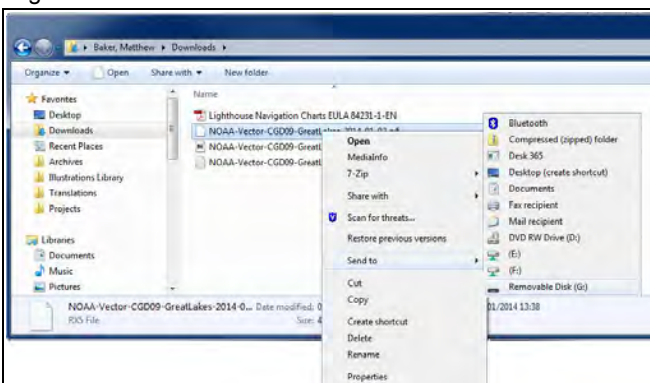 Baker, Matthew ▸ Downloads ▸
Organize Open Share with New folder
Favorites
Desktop
Downloads
Recent Places
Archives
Illustrations Library
Translations
Projects
Libraries
Documents
Music
Pictures
Name
Lighthouse Navigation Charts EULA 84231-1-EN
NOAA-Vector-CGD09-GreatLakes-2014-01-02
NOAA-Vector-CGD09-GreatL
NOAA-Vector-CGD09-GreatL
Open
MediaInfo
7-Zip
Share with
Scan for threats...
Restore previous versions
Send to
Cut
Copy
Create shortcut
Delete
Rename
Properties
Bluetooth
Compressed (zipped) folder
Desk 365
Desktop (create shortcut)
Documents
Fax recipient
Mail recipient
DVD RW Drive (D:)
(E:)
(F:)
Removable Disk (G:)
NOAA-Vector-CGD09-GreatLakes-2014-0... Date modified: 0
01/2014 13:38
File Size: 4